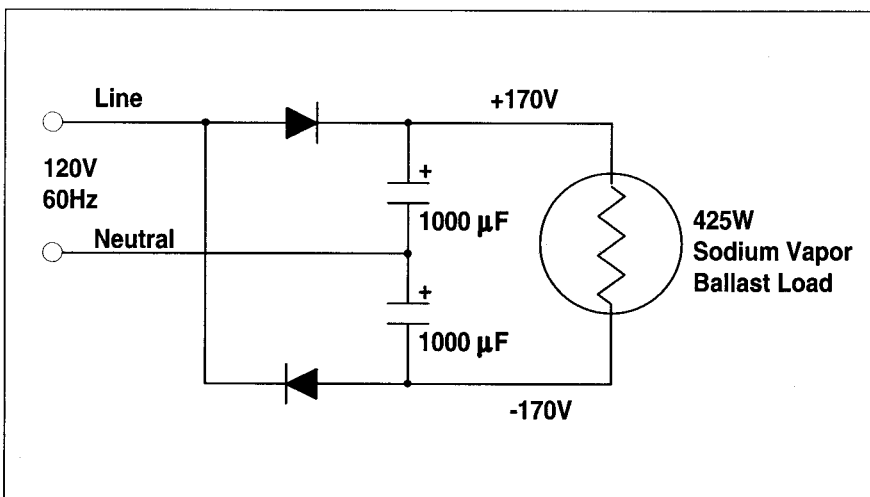 Line
+170V
120V
60Hz
+
1000 μF
Neutral
425W
Sodium Vapor
Ballast Load
+
1000 μF
-170V